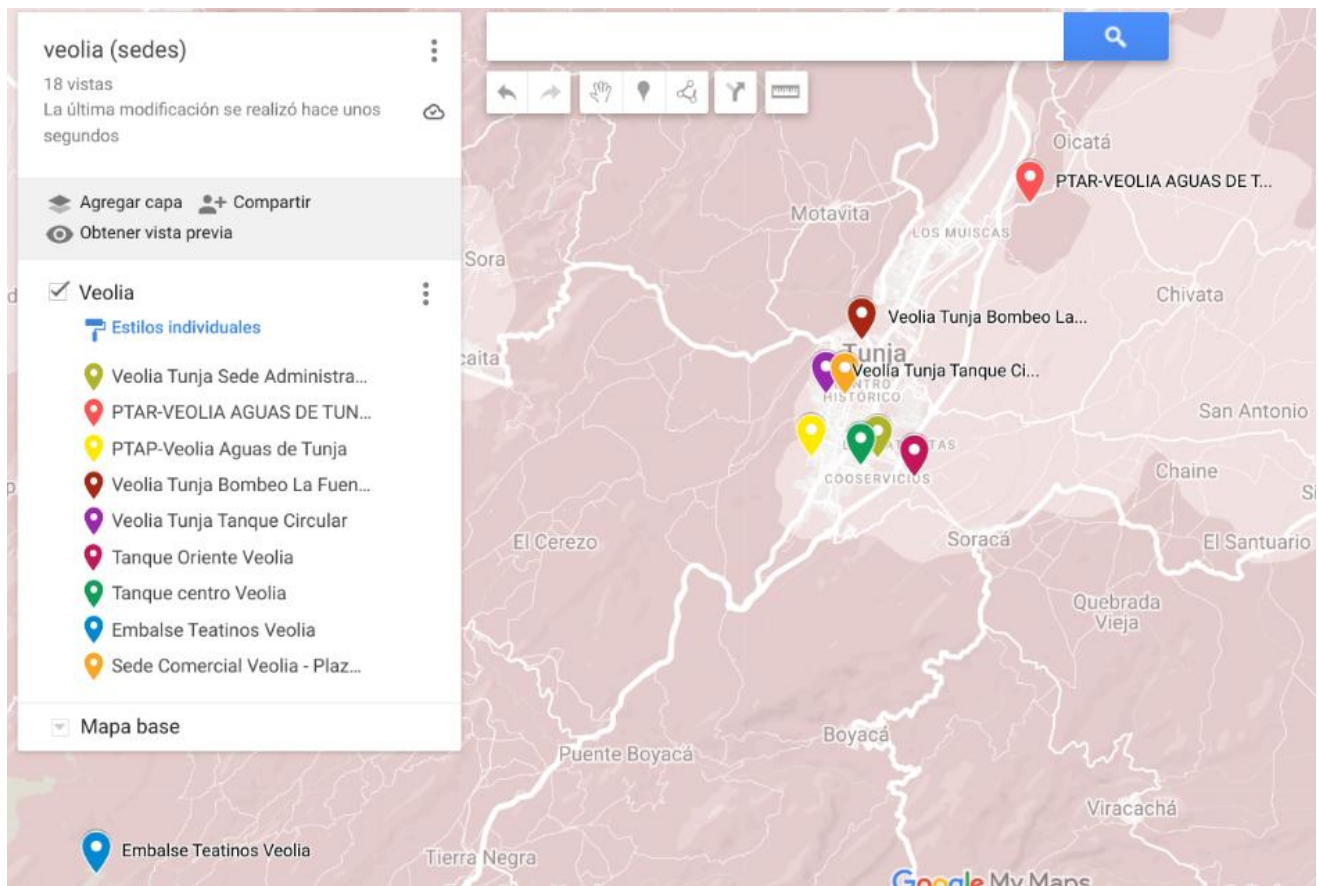 veolia (sedes)
18 vistas
La última modificación se realizó hace unos
segundos
Agregar capa
Compartir
Obtener vista previa
Veolia
Estilos individuales
Veolia Tunja Sede Administra...
PTAR-VEOLIA AGUAS DE TUN...
PTAP-Veolia Aguas de Tunja
Veolia Tunja Bombeo La Fuen...
Veolia Tunja Tanque Circular
Tanque Oriente Veolia
Tanque centro Veolia
Embalse Teatinos Veolia
Sede Comercial Veolia - Plaz...
Mapa base
Oicatá
PTAR-VEOLIA AGUAS DE T...
Motavita
LOS MUISCAS
Sora
Chivata
Veolia Tunja Bombeo La...
Tunja
Veolia Tunja Tanque Ci...
HISTÓRICO
San Antonio
COOSERVICIOS
Chaine
El Cerezo
Soracá
El Santuario
Quebrada
Vieja
Boyacá
Puente Boyacá
Viracachá
Embalse Teatinos Veolia
Tierra Negra
Google My Maps